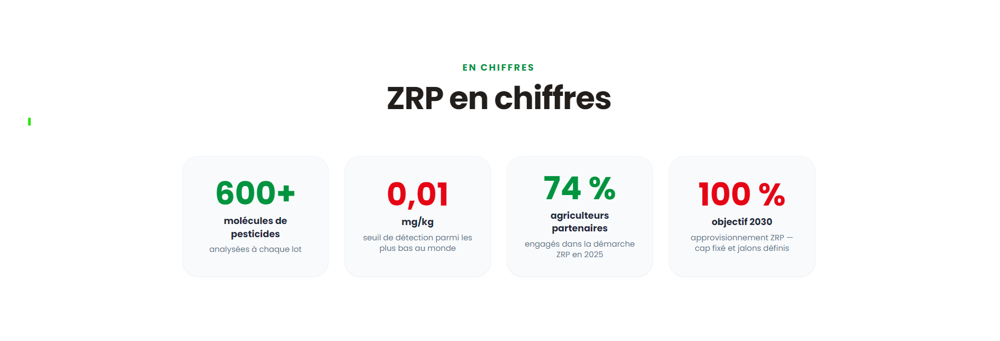 EN CHIFFRES
ZRP en chiffres
600+
molécules de
pesticides
analysées à chaque lot
0,01
mg/kg
seuil de détection parmi les
plus bas au monde
74 %
agriculteurs
partenaires
engagés dans la démarche
ZRP en 2025
100 %
objectif 2030
approvisionnement ZRP —
cap fixé et jalons définis